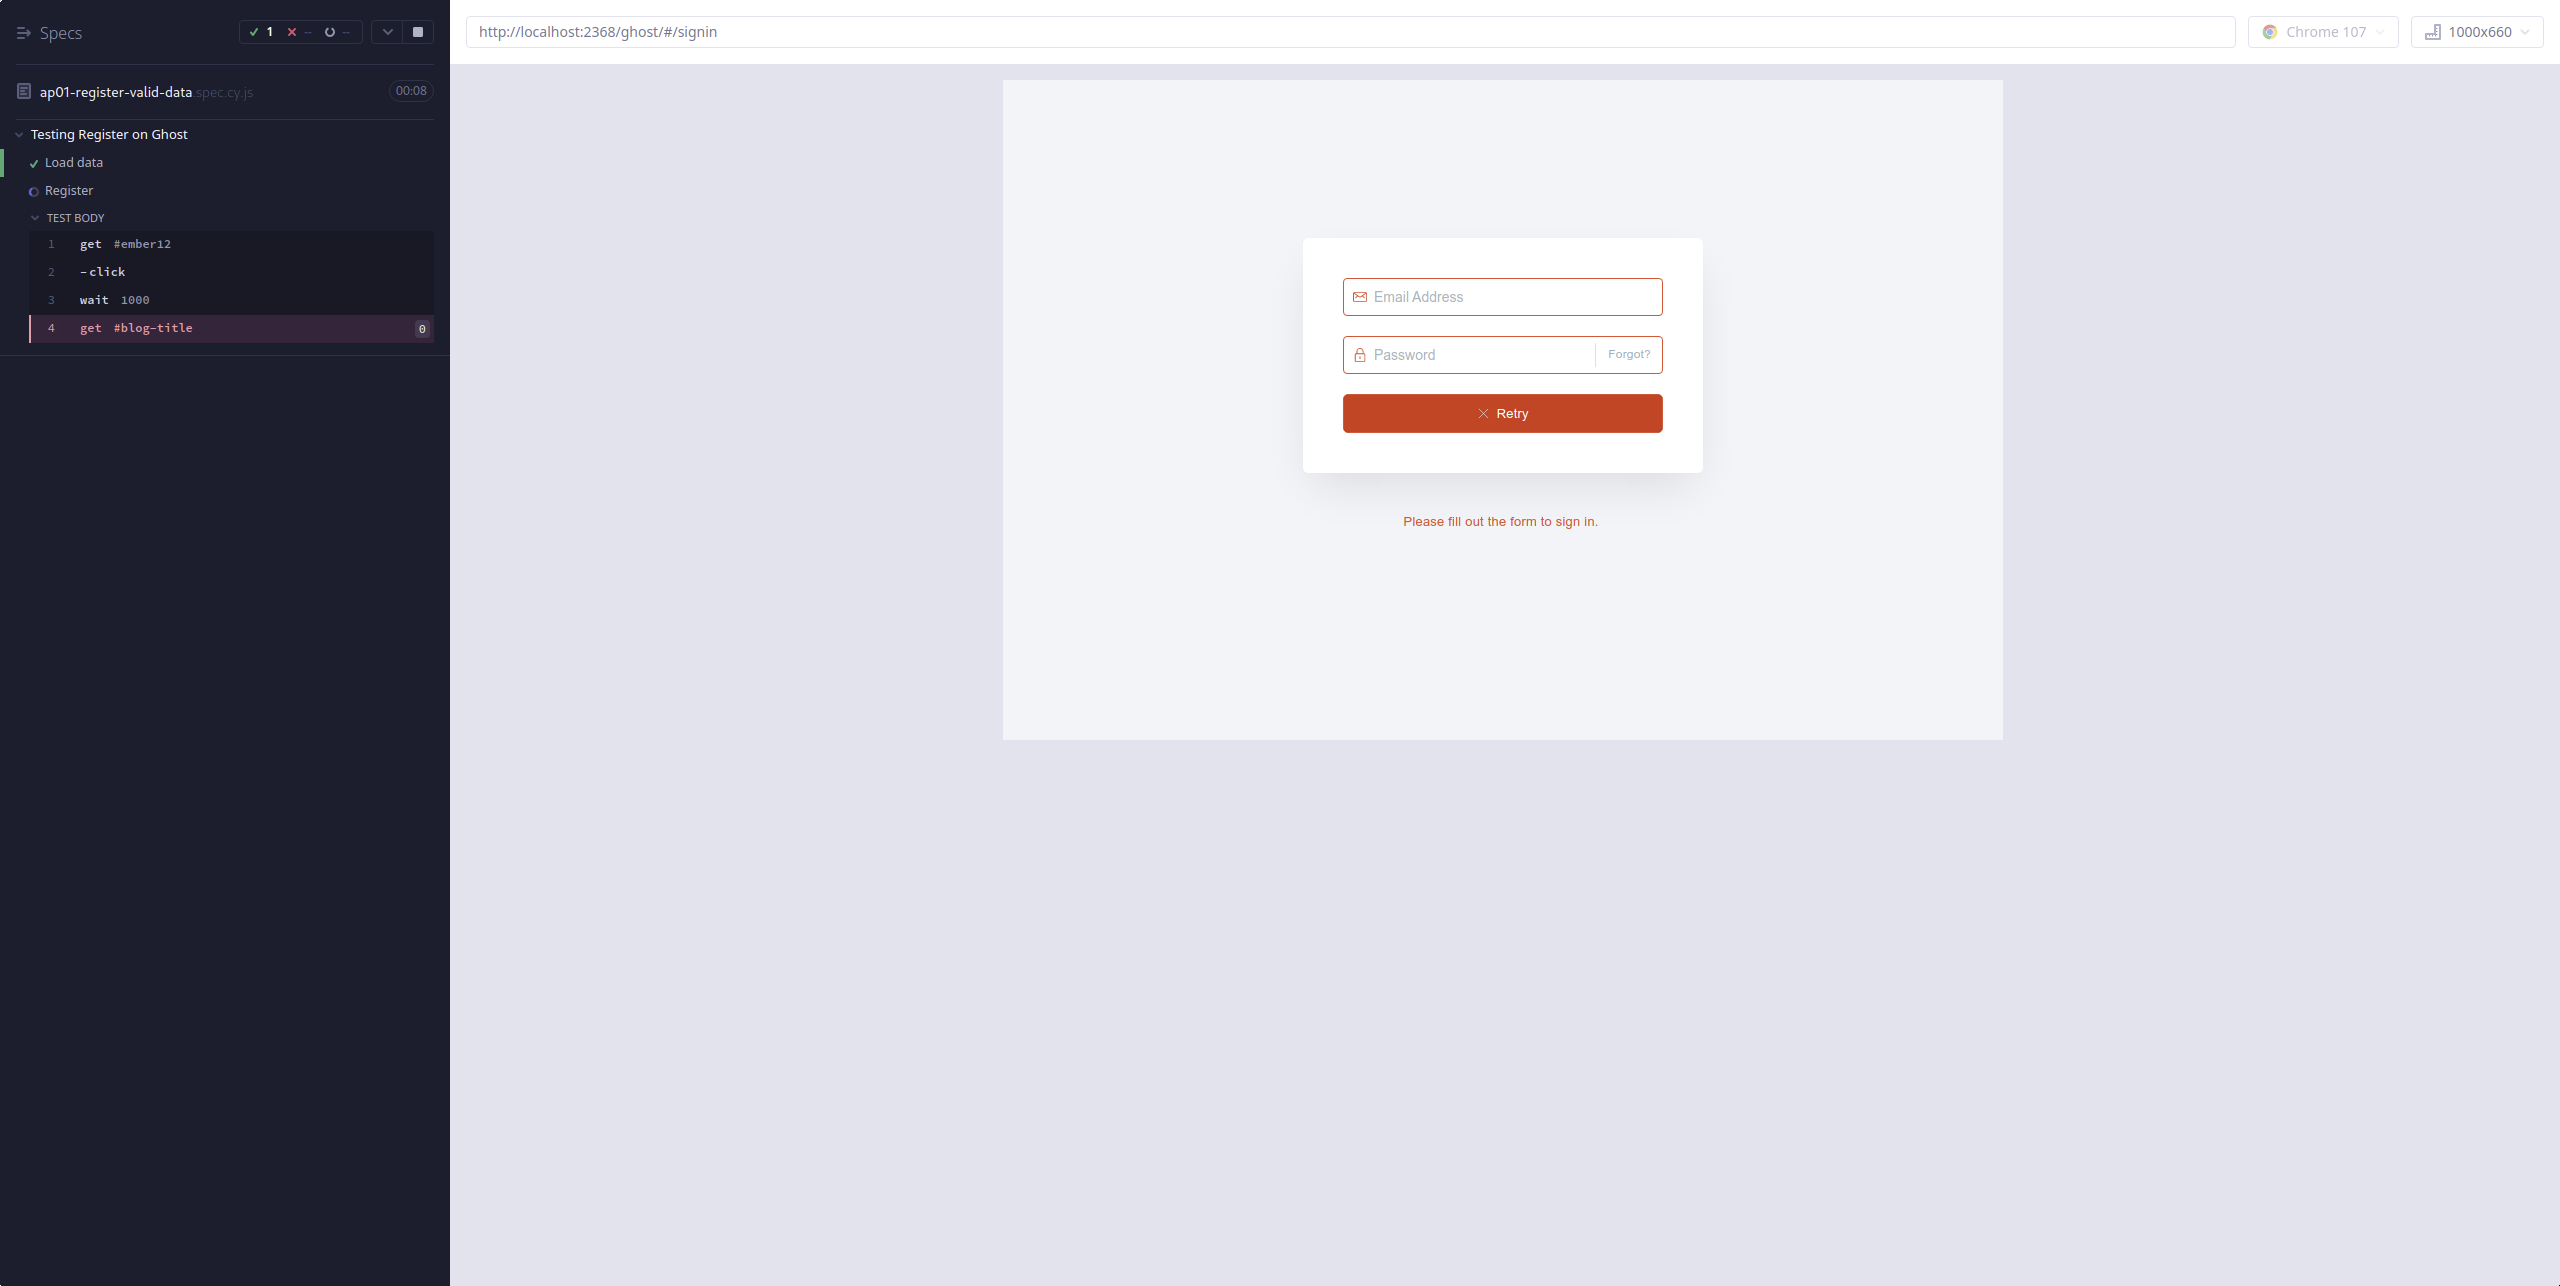 Specs
1 -- --
ap01-register-valid-data.spec.cy.js 00:08
Testing Register on Ghost
Load data
Register
TEST BODY
1 get #ember12
2 -click
3 wait 1000
4 get #blog-title 0
http://localhost:2368/ghost/#/signin
Chrome 107
1000x660
Email Address
Password Forgot?
Retry
Please fill out the form to sign in.